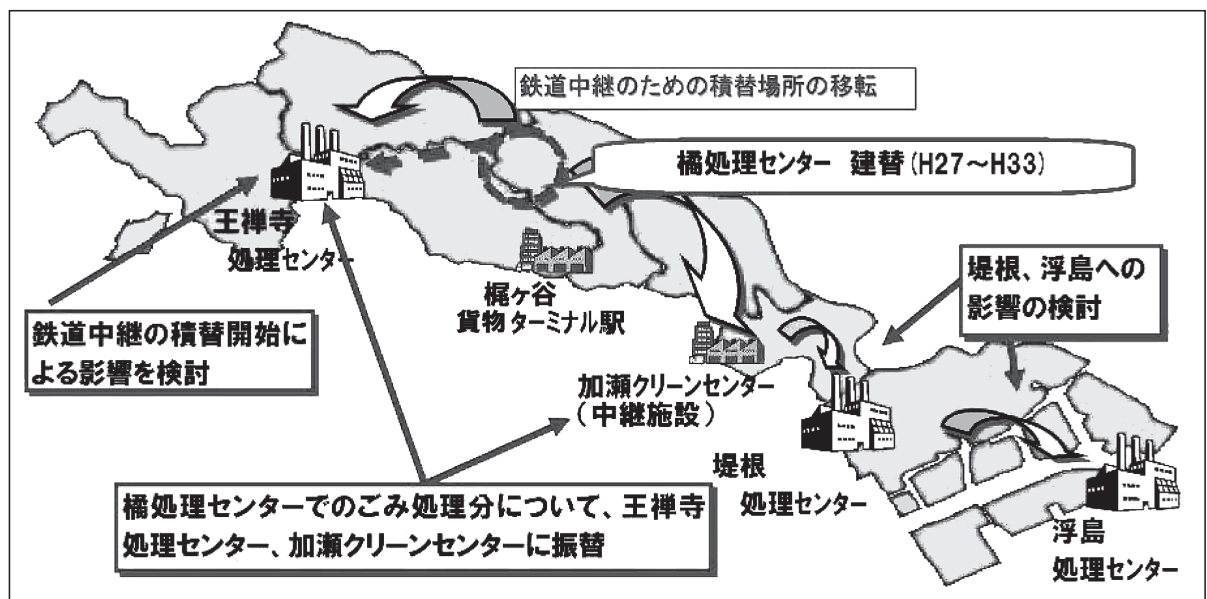 鉄道中継のための積替場所の移転
橘処理センター 建替(H27～H33)
王禅寺
処理センター
梶ヶ谷
貨物ターミナル駅
堤根、浮島への
影響の検討
鉄道中継の積替開始に
よる影響を検討
加瀬クリーンセンター
（中継施設）
堤根
処理センター
橘処理センターでのごみ処理分について、王禅寺
処理センター、加瀬クリーンセンターに振替
浮島
処理センター